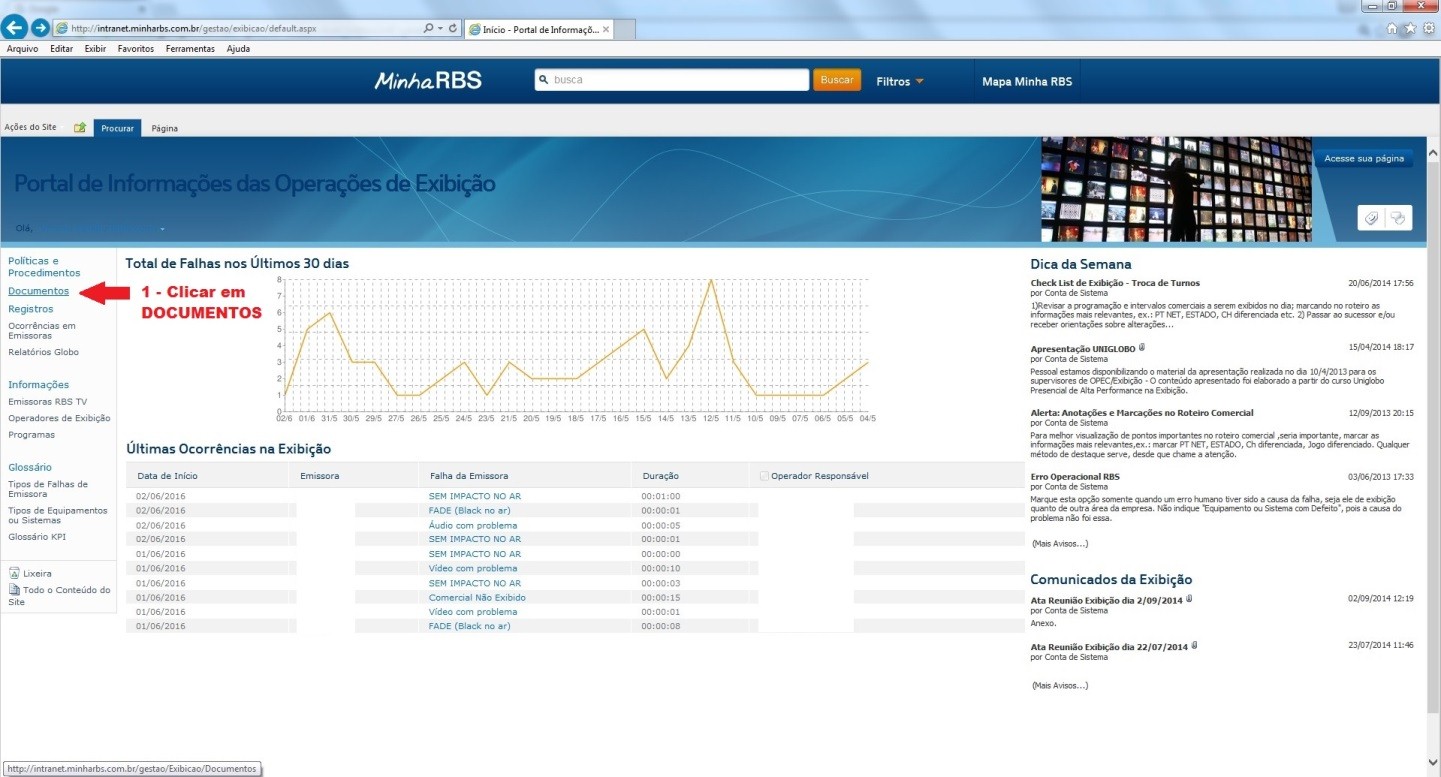 http://intranet.minharbs.com.br/gestao/exibicao/default.aspx
Início - Portal de Informaçõ...
Arquivo Editar Exibir Favoritos Ferramentas Ajuda
MinhaRBS
busca
Buscar
Filtros
Mapa Minha RBS
Ações do Site
Procurar
Página
Portal de Informações das Operações de Exibição
Acesse sua página
Olá,
Políticas e
Procedimentos
Documentos
Registros
Ocorrências em
Emissoras
Relatórios Globo
Informações
Emissoras RBS TV
Operadores de Exibição
Programas
Glossário
Tipos de Falhas de
Emissora
Tipos de Equipamentos
ou Sistemas
Glossário KPI
Lixeira
Todo o Conteúdo do
Site
1 - Clicar em
DOCUMENTOS
Total de Falhas nos Últimos 30 dias
8
7
6
5
4
3
2
1
0
02/6 01/6 31/5 30/5 29/5 27/5 26/5 25/5 24/5 23/5 21/5 20/5 19/5 18/5 17/5 16/5 15/5 14/5 13/5 12/5 11/5 10/5 09/5 07/5 06/5 05/5 04/5
Últimas Ocorrências na Exibição
Data de Início Emissora Falha da Emissora Duração Operador Responsável
02/06/2016 SEM IMPACTO NO AR 00:01:00
02/06/2016 FADE (Black no ar) 00:00:01
02/06/2016 Áudio com problema 00:00:05
02/06/2016 SEM IMPACTO NO AR 00:00:01
01/06/2016 SEM IMPACTO NO AR 00:00:00
01/06/2016 Vídeo com problema 00:00:10
01/06/2016 SEM IMPACTO NO AR 00:00:03
01/06/2016 Comercial Não Exibido 00:00:15
01/06/2016 Vídeo com problema 00:00:01
01/06/2016 FADE (Black no ar) 00:00:08
Dica da Semana
Check List de Exibição - Troca de Turnos 20/06/2014 17:56
por Conta de Sistema
1)Revisar a programação e intervalos comerciais a serem exibidos no dia; marcando no roteiro as
informações mais relevantes, ex.: PT NET, ESTADO, CH diferenciada etc. 2) Passar ao sucessor e/ou
receber orientações sobre alterações...
Apresentação UNIGLOBO 15/04/2014 18:17
por Conta de Sistema
Pessoal estamos disponibilizando o material da apresentação realizada no dia 10/4/2013 para os
supervisores de OPEC/Exibição - O conteúdo apresentado foi elaborado a partir do curso Uniglobo
Presencial de Alta Performance na Exibição.
Alerta: Anotações e Marcações no Roteiro Comercial 12/09/2013 20:15
por Conta de Sistema
Para melhor visualização de pontos importantes no roteiro comercial ,seria importante, marcar as
informações mais relevantes,ex.: marcar PT NET, ESTADO, Ch diferenciada, Jogo diferenciado. Qualquer
método de destaque serve, desde que chame a atenção.
Erro Operacional RBS 03/06/2013 17:33
por Conta de Sistema
Marque esta opção somente quando um erro humano tiver sido a causa da falha, seja ele de exibição
quanto de outra área da empresa. Não indique "Equipamento ou Sistema com Defeito", pois a causa do
problema não foi essa.
(Mais Avisos...)
Comunicados da Exibição
Ata Reunião Exibição dia 2/09/2014 02/09/2014 12:19
por Conta de Sistema
Anexo.
Ata Reunião Exibição dia 22/07/2014 23/07/2014 11:46
por Conta de Sistema
(Mais Avisos...)
http://intranet.minharbs.com.br/gestao/Exibicao/Documentos